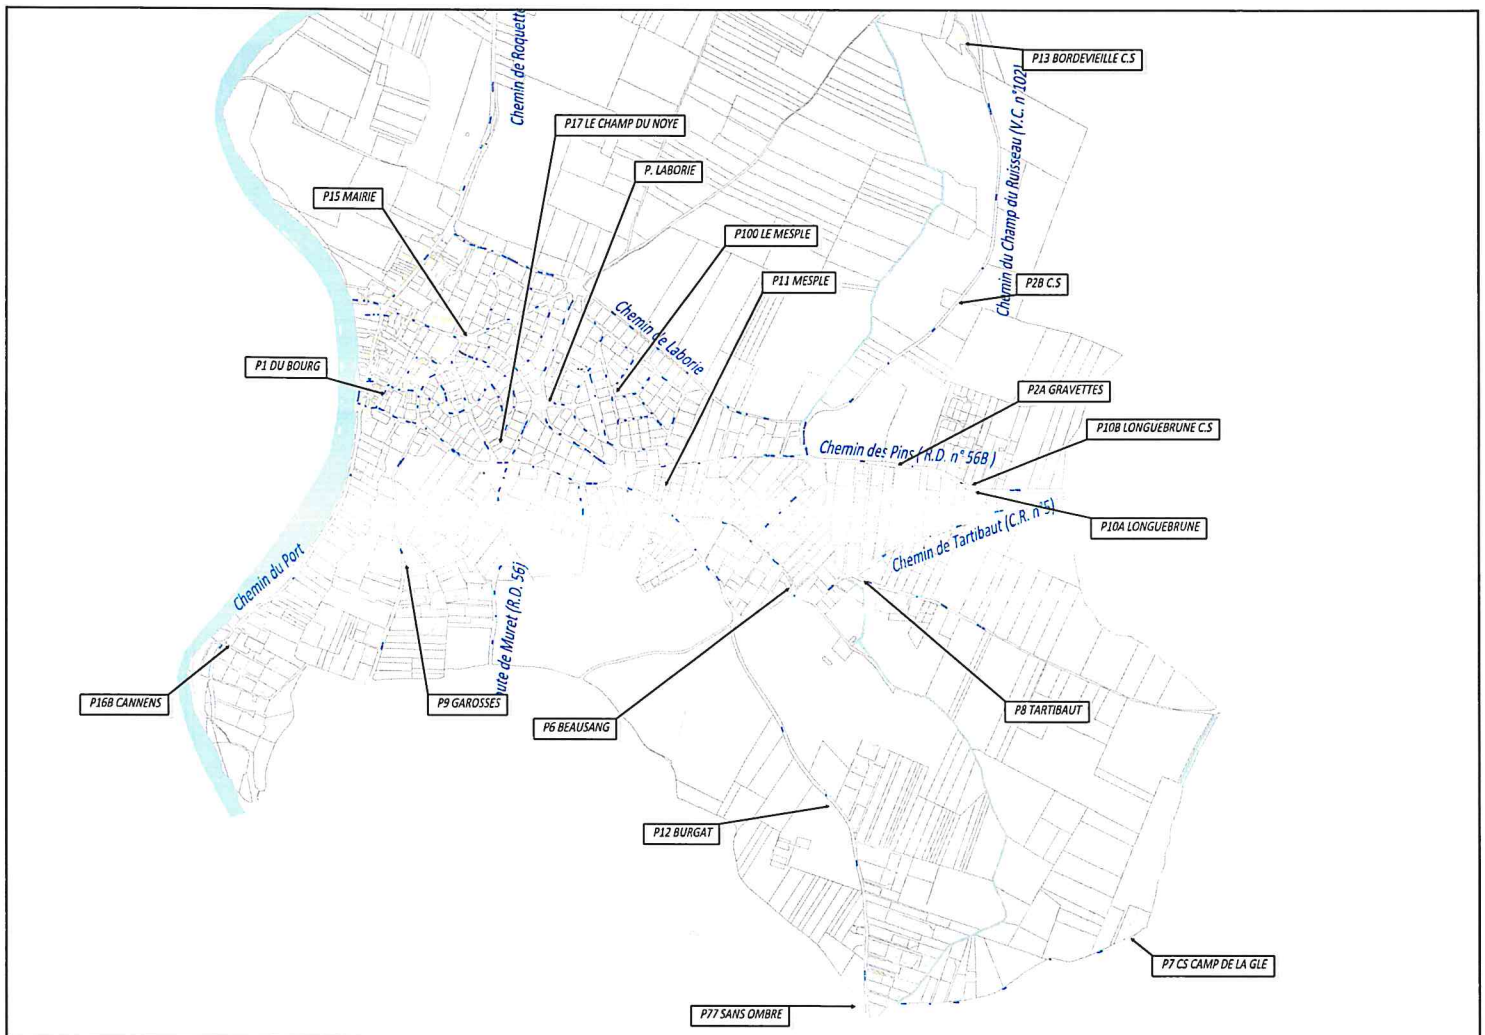 Chemin de Roquette
P13 BORDEVIEILLE C.S
Chemin du Champ du Ruisseau (V.C. n°102)
P17 LE CHAMP DU NOYE
P. LABORIE
P15 MAIRIE
P100 LE MESPLE
P11 MESPLE
P2B C.S
Chemin de Laborie
P1 DU BOURG
P2A GRAVETTES
P10B LONGUEBRUNE C.S
Chemin des Pins ( R.D. n° 56B )
P10A LONGUEBRUNE
Chemin de Tartibaut (C.R. n°5)
Chemin du Port
oute de Muret (R.D. 56j
P16B CANNENS
P9 GAROSSES
P6 BEAUSANG
P8 TARTIBAUT
P12 BURGAT
P7 CS CAMP DE LA GLE
P77 SANS OMBRE